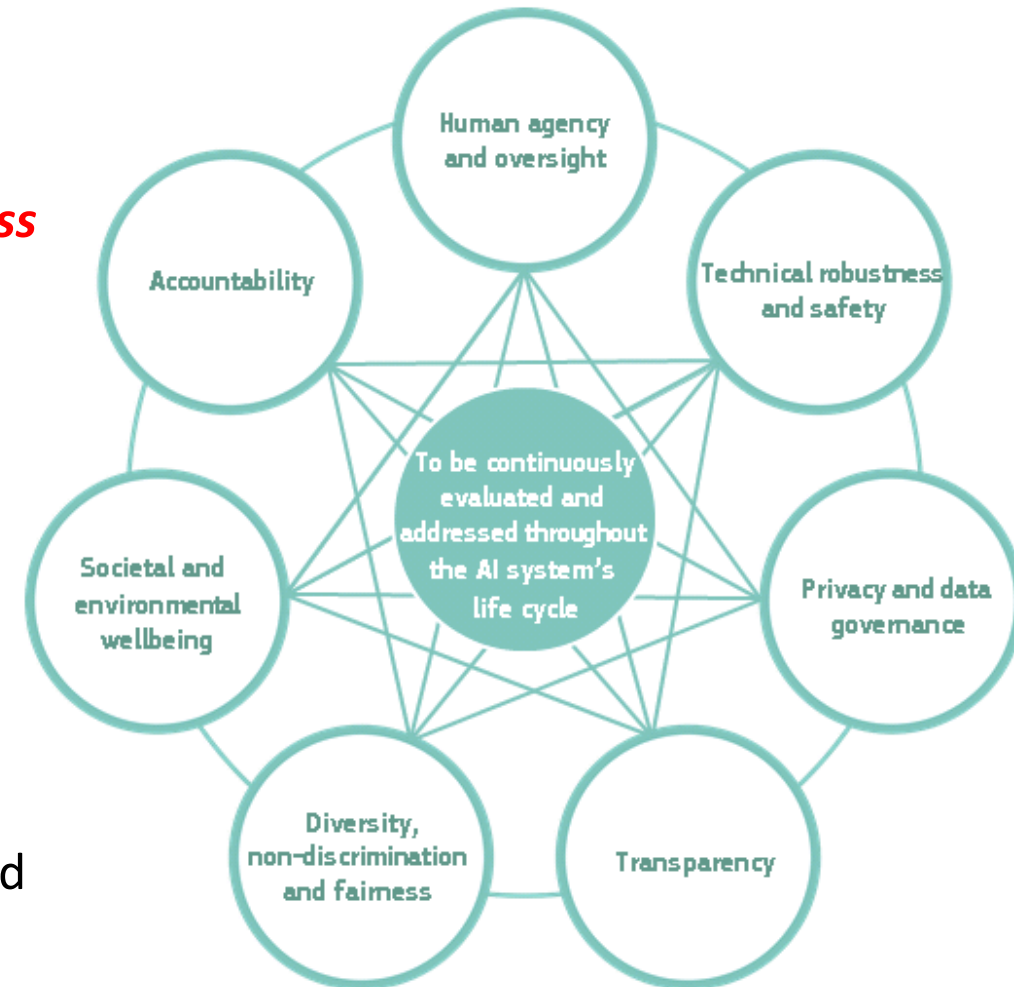 Human agency
and oversight
ss
Accountability
Technical robustness
and safety
To be continuously
evaluated and
addressed throughout
the AI system's
life cycle
Societal and
environmental
wellbeing
Privacy and data
governance
Diversity,
non-discrimination
and fairness
Transparency
d